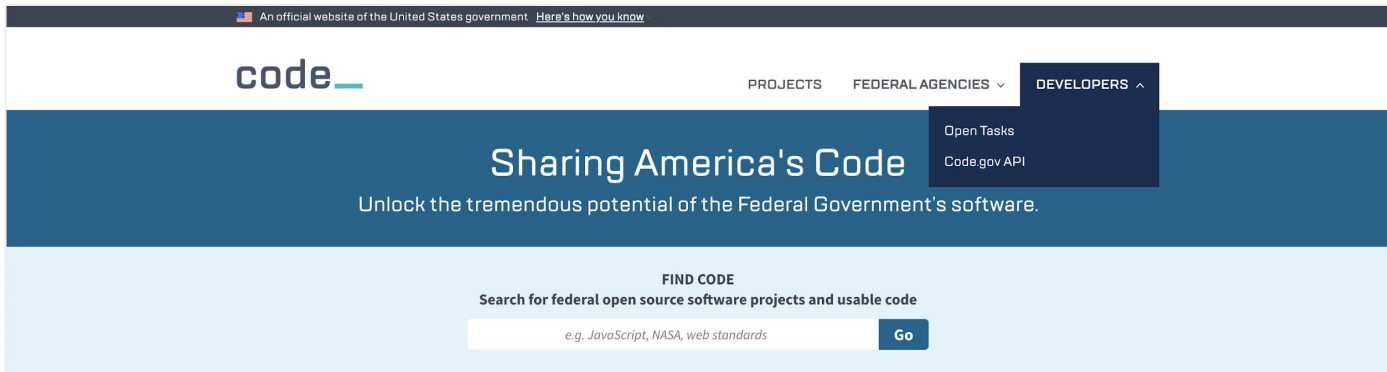 An official website of the United States government Here's how you know
code
PROJECTS FEDERAL AGENCIES DEVELOPERS
Open Tasks
Code.gov API
Sharing America's Code
Unlock the tremendous potential of the Federal Government's software.
FIND CODE
Search for federal open source software projects and usable code
e.g. JavaScript, NASA, web standards Go